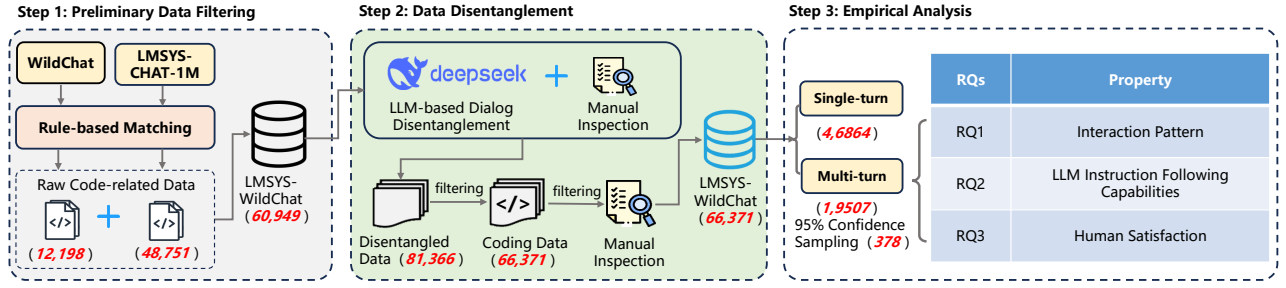 Step 1: Preliminary Data Filtering
WildChat
LMSYS-
CHAT-1M
Rule-based Matching
Raw Code-related Data
</>
</>
(12,198)
(48,751)
LMSYS-
WildChat
(60,949)
Step 2: Data Disentanglement
deepseek
LLM-based Dialog
Disentanglement
Manual
Inspection
filtering
filtering
</>
Disentangled
Data (81,366)
Coding Data
(66,371)
Manual
Inspection
LMSYS-
WildChat
(66,371)
Step 3: Empirical Analysis
Single-turn
(4,6864)
Multi-turn
(1,9507)
95% Confidence
Sampling (378)
RQs Property
RQ1 Interaction Pattern
RQ2 LLM Instruction Following
Capabilities
RQ3 Human Satisfaction